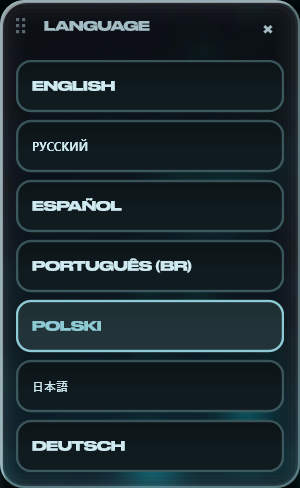 LANGUAGE
ENGLISH
РУССКИЙ
ESPAÑOL
PORTUGUÊS (BR)
POLSKI
日本語
DEUTSCH